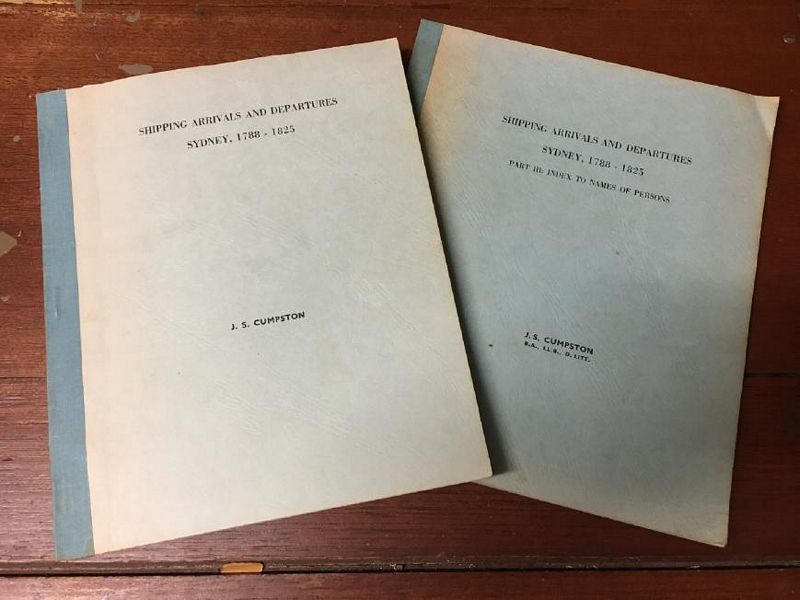 SHIPPING ARRIVALS AND DEPARTURES
SYDNEY, 1788 - 1825
J. S. CUMPSTON
SHIPPING ARRIVALS AND DEPARTURES
SYDNEY, 1788 - 1825
PART III: INDEX TO NAMES OF PERSONS
J. S. CUMPSTON
B.A., LL.B., D. LITT.